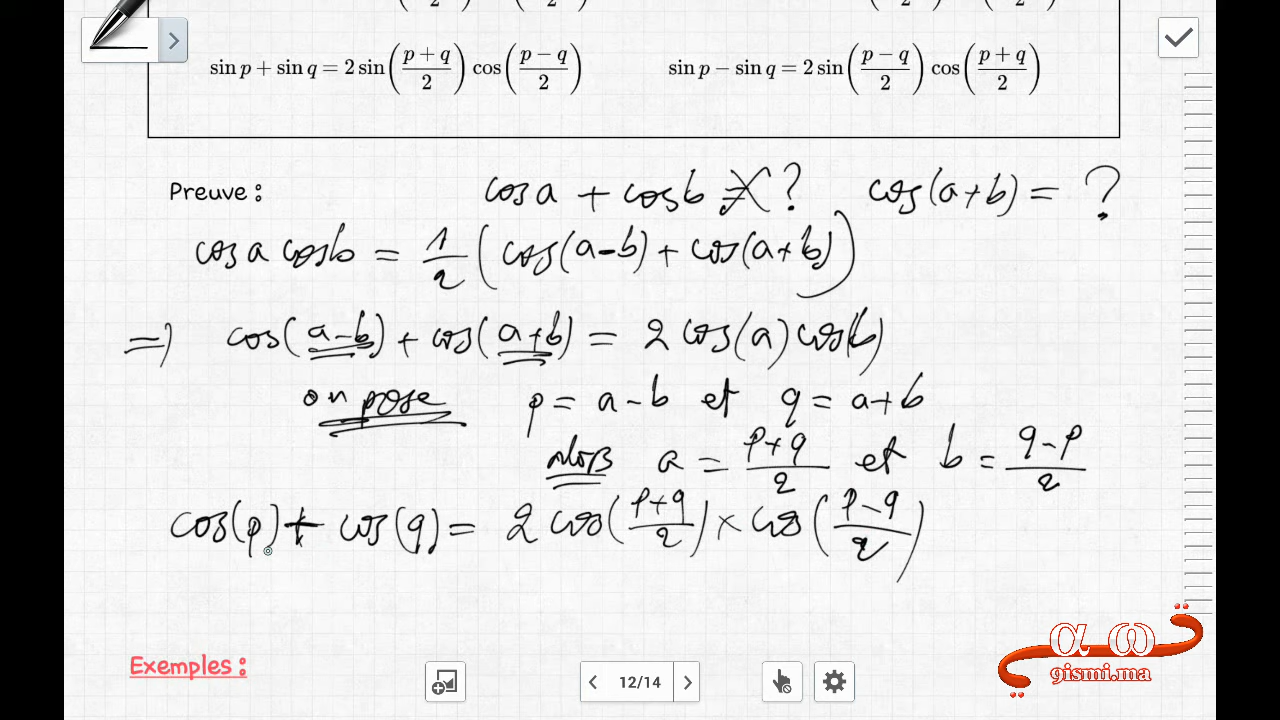 sin p + sin q = 2 sin((p + q)/2) cos((p − q)/2) sin p − sin q = 2 sin((p − q)/2) cos((p + q)/2)
Preuve : cos a + cos b ≠ ? cos(a+b) = ?
cos a cos b = 1/2 (cos(a-b) + cos(a+b))
=> cos(a-b) + cos(a+b) = 2 cos(a) cos(b)
on pose p = a-b et q = a+b
alors a = (p+q)/2 et b = (q-p)/2
cos(p) + cos(q) = 2 cos((p+q)/2) × cos((p-q)/2)
Exemples :
12/14
α ω
gismi.ma